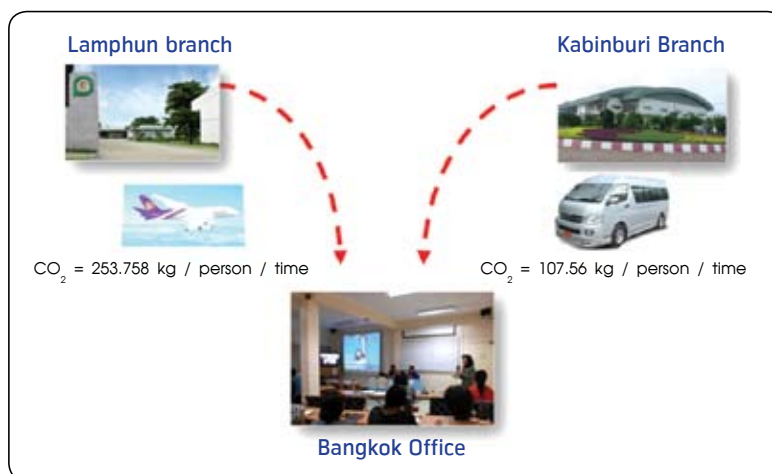 Lamphun branch
Kabinburi Branch
CO₂ = 253.758 kg / person / time
CO₂ = 107.56 kg / person / time
Bangkok Office